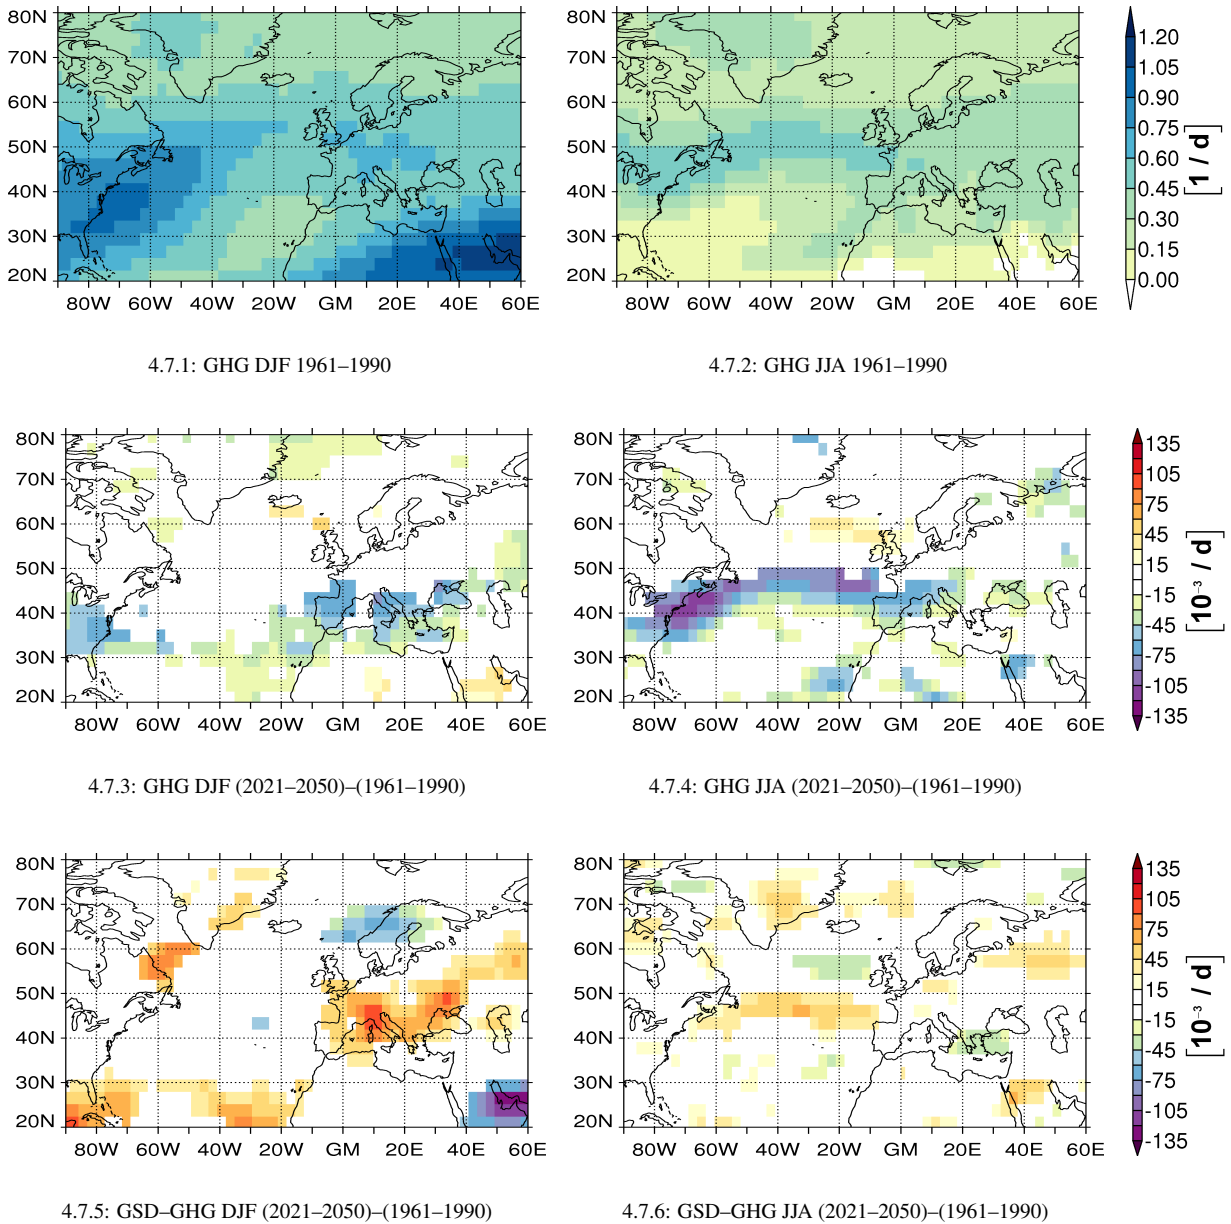 80N
70N
60N
50N
40N
30N
20N
80W 60W 40W 20W GM 20E 40E 60E
4.7.1: GHG DJF 1961–1990
80N
70N
60N
50N
40N
30N
20N
80W 60W 40W 20W GM 20E 40E 60E
4.7.2: GHG JJA 1961–1990
1.20
1.05
0.90
0.75
0.60
0.45
0.30
0.15
0.00
[1 / d]
80N
70N
60N
50N
40N
30N
20N
80W 60W 40W 20W GM 20E 40E 60E
4.7.3: GHG DJF (2021–2050)–(1961–1990)
80N
70N
60N
50N
40N
30N
20N
80W 60W 40W 20W GM 20E 40E 60E
4.7.4: GHG JJA (2021–2050)–(1961–1990)
135
105
75
45
15
-15
-45
-75
-105
-135
[10⁻³ / d]
80N
70N
60N
50N
40N
30N
20N
80W 60W 40W 20W GM 20E 40E 60E
4.7.5: GSD–GHG DJF (2021–2050)–(1961–1990)
80N
70N
60N
50N
40N
30N
20N
80W 60W 40W 20W GM 20E 40E 60E
4.7.6: GSD–GHG JJA (2021–2050)–(1961–1990)
135
105
75
45
15
-15
-45
-75
-105
-135
[10⁻³ / d]